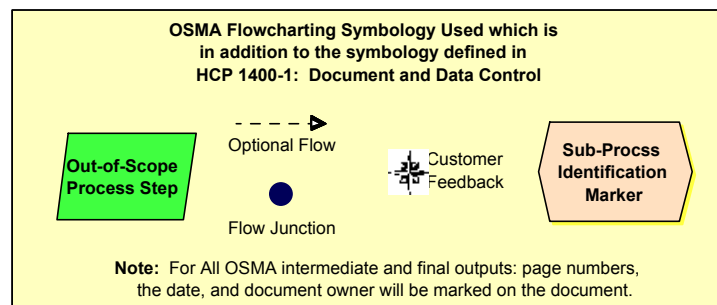 OSMA Flowcharting Symbology Used which is
in addition to the symbology defined in
HCP 1400-1:  Document and Data Control
Out-of-Scope
Process Step
Optional Flow
Flow Junction
Customer
Feedback
Sub-Procss
Identification
Marker
Note:  For All OSMA intermediate and final outputs: page numbers,
the date, and document owner will be marked on the document.